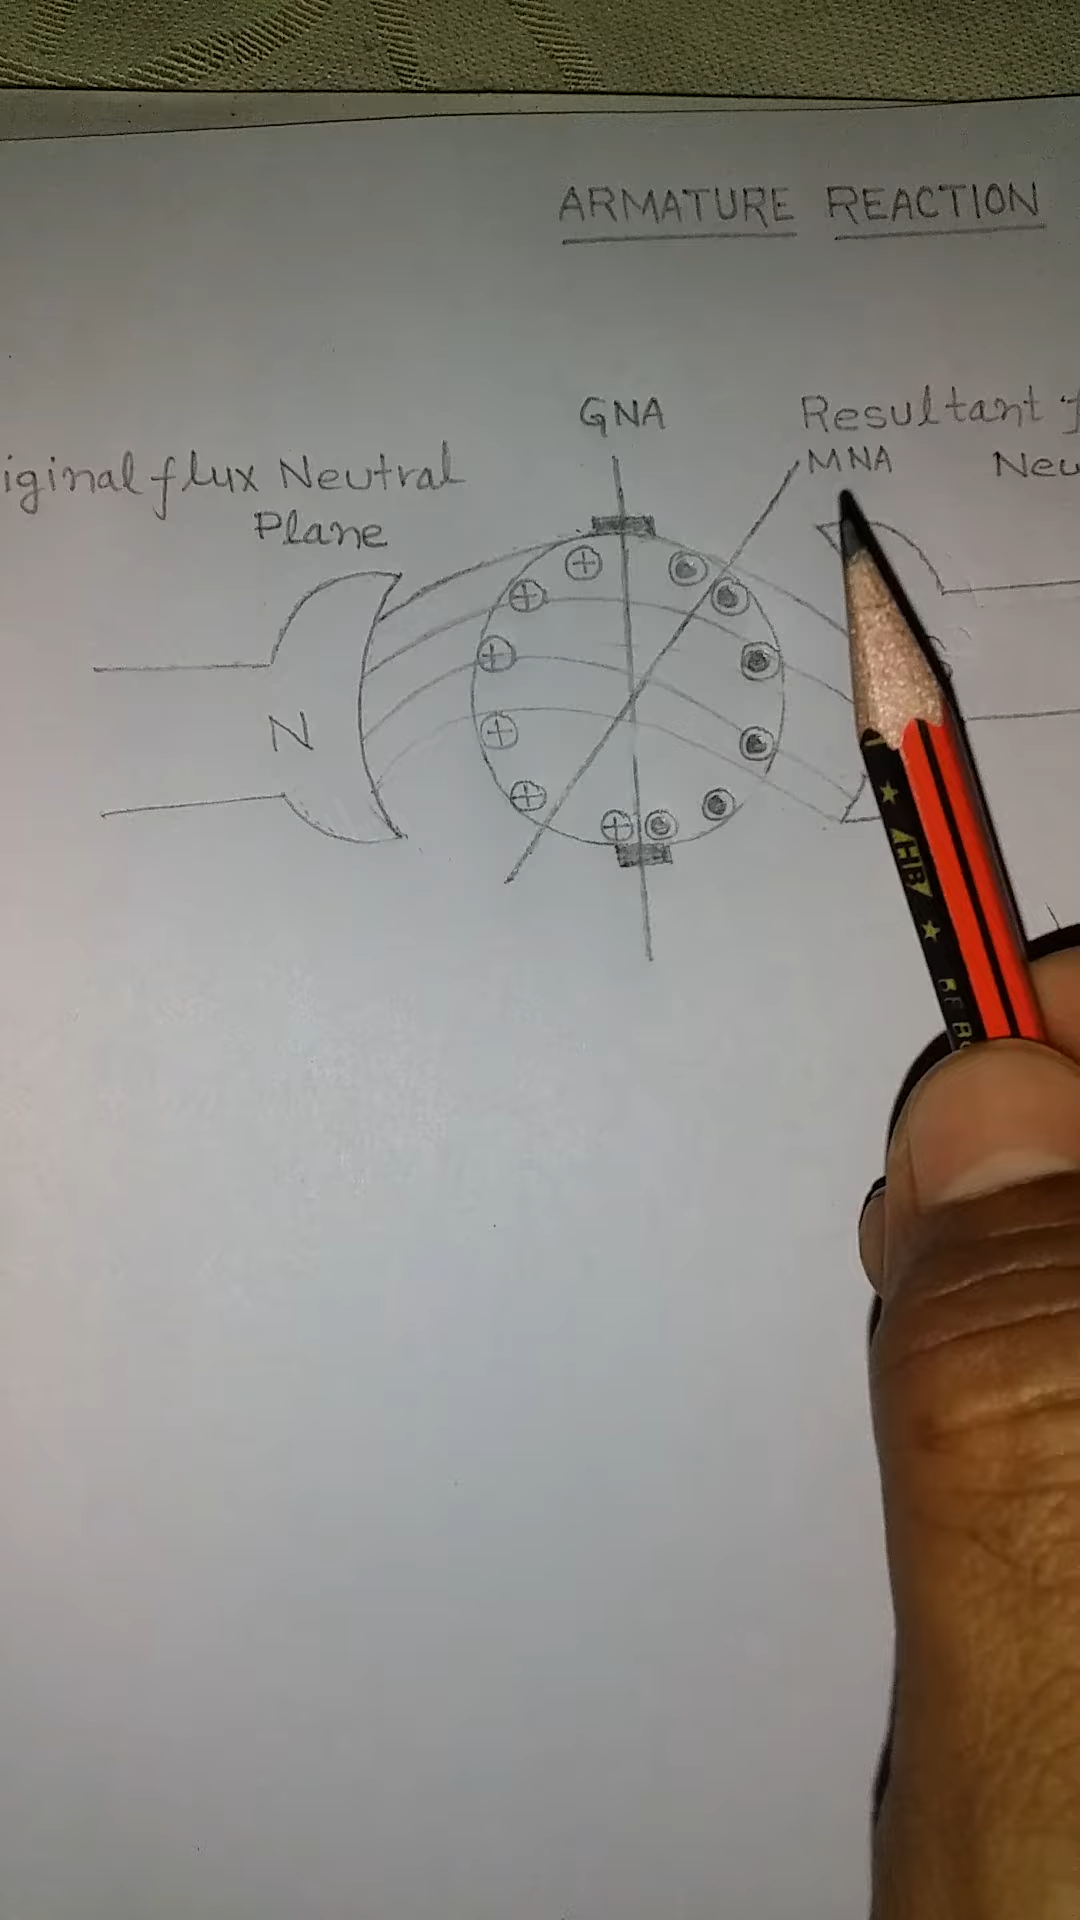 ARMATURE REACTION
GNA
Resultant
MNA
iginal flux Neutral
Plane
N